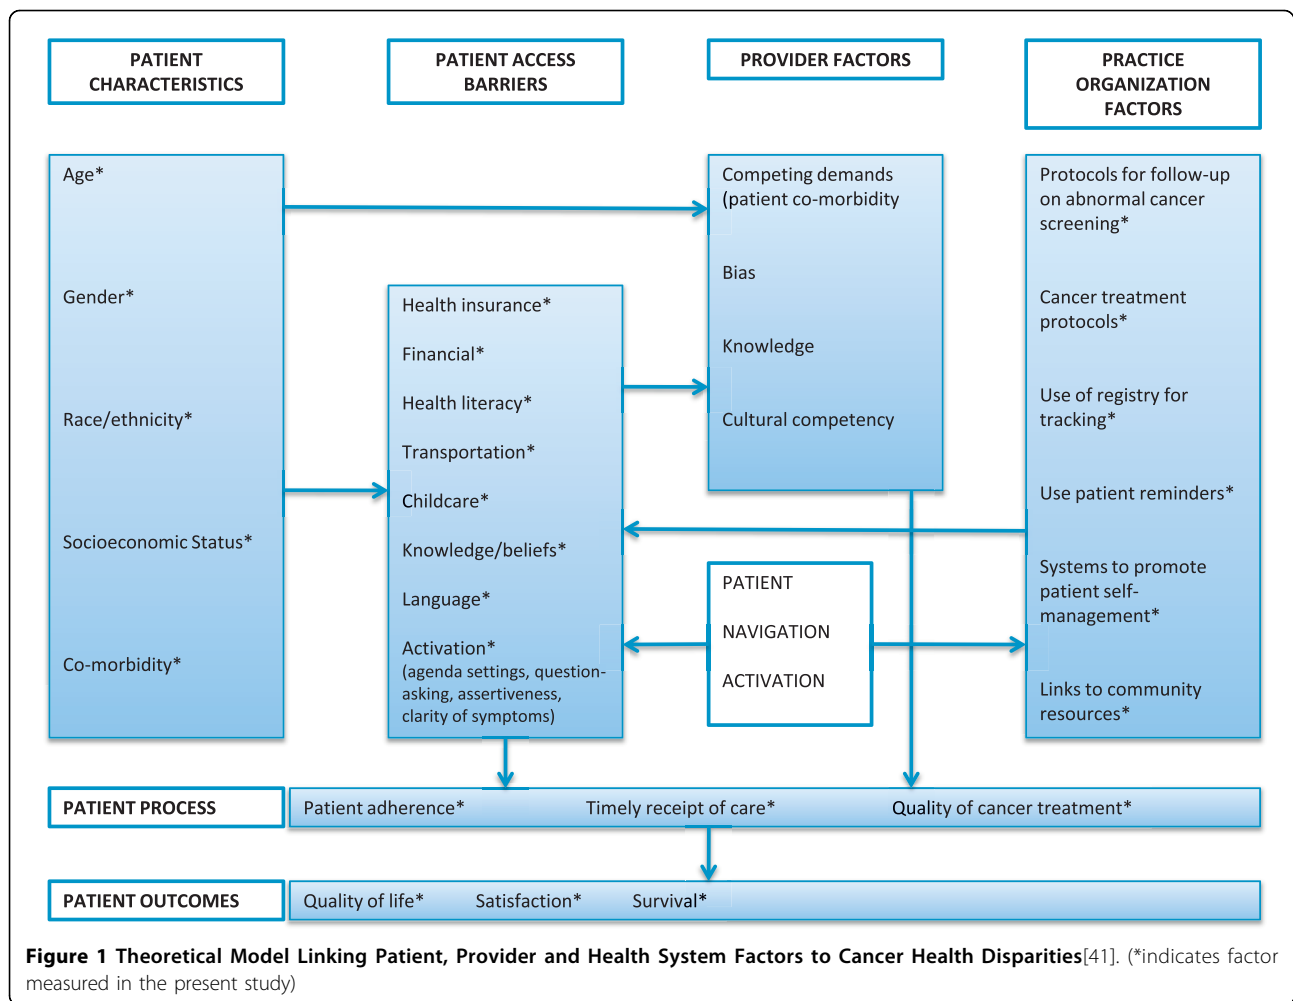 PATIENT
CHARACTERISTICS
PATIENT ACCESS
BARRIERS
PROVIDER FACTORS
PRACTICE
ORGANIZATION
FACTORS
Age*
Gender*
Race/ethnicity*
Socioeconomic Status*
Co-morbidity*
Health insurance*
Financial*
Health literacy*
Transportation*
Childcare*
Knowledge/beliefs*
Language*
Activation*
(agenda settings, question-
asking, assertiveness,
clarity of symptoms)
Competing demands
(patient co-morbidity
Bias
Knowledge
Cultural competency
PATIENT
NAVIGATION
ACTIVATION
Protocols for follow-up
on abnormal cancer
screening*
Cancer treatment
protocols*
Use of registry for
tracking*
Use patient reminders*
Systems to promote
patient self-
management*
Links to community
resources*
PATIENT PROCESS
Patient adherence*
Timely receipt of care*
Quality of cancer treatment*
PATIENT OUTCOMES
Quality of life*
Satisfaction*
Survival*
Figure 1 Theoretical Model Linking Patient, Provider and Health System Factors to Cancer Health Disparities[41]. (*indicates factor
measured in the present study)